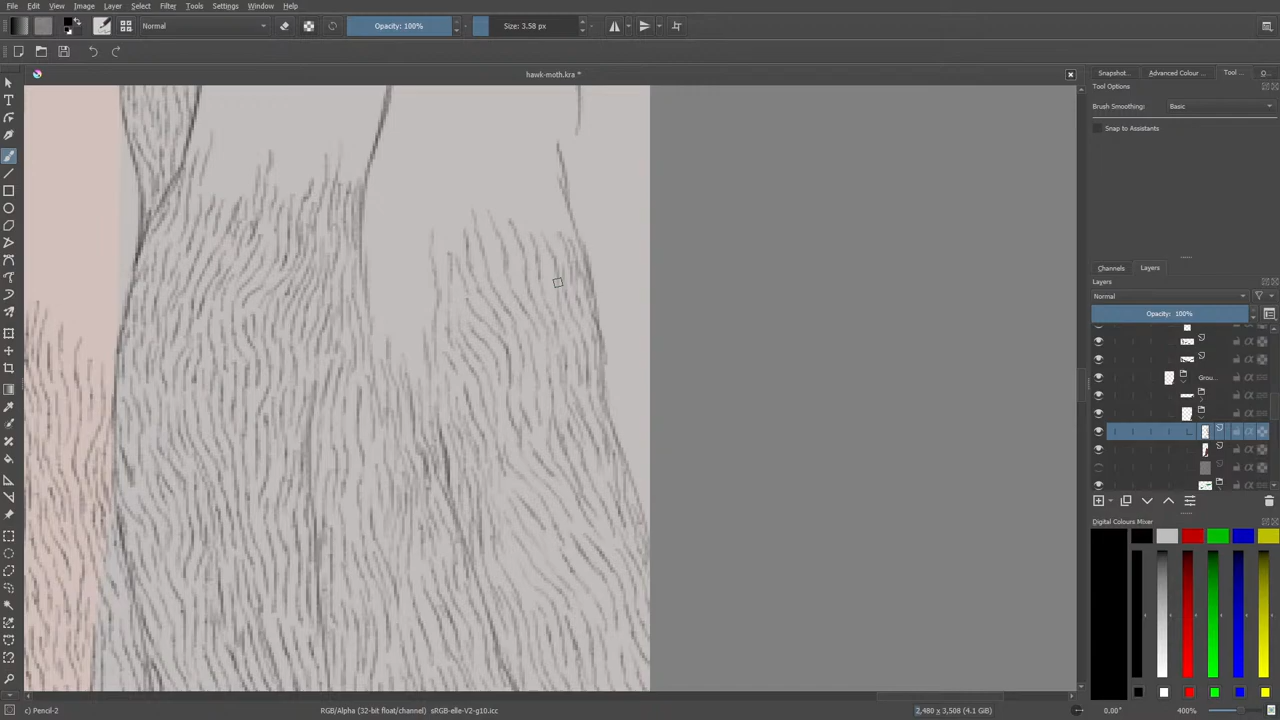 File Edit View Image Layer Select Filter Tools Settings Window Help
Normal Opacity: 100% Size: 3.58 px
hawk-moth.kra *
Snapshot... Advanced Colour ... Tool ... O...
Tool Options
Brush Smoothing: Basic
Snap to Assistants
Channels Layers
Layers
Normal
Opacity: 100%
Grou...
Digital Colours Mixer
c) Pencil-2
RGB/Alpha (32-bit float/channel) sRGB-elle-V2-g10.icc
2,480 x 3,508 (4.1 GiB)
0.00°
400%